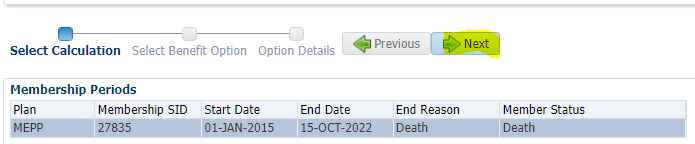 Select Calculation Select Benefit Option Option Details Previous Next
Membership Periods
Plan Membership SID Start Date End Date End Reason Member Status
MEPP 27835 01-JAN-2015 15-OCT-2022 Death Death